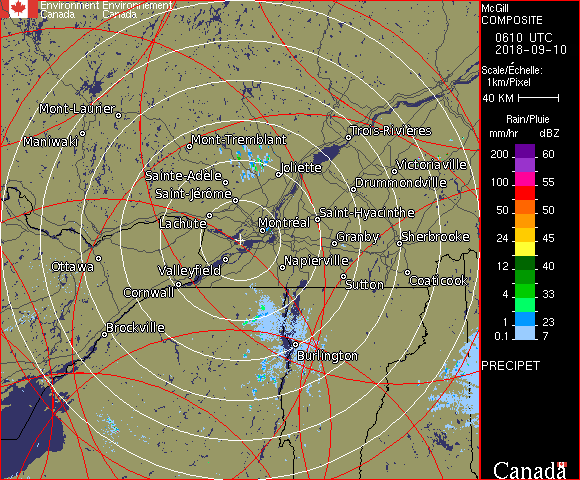 Environment Environnement
Canada Canada
McGill
COMPOSITE
0610 UTC
2018-09-10
Scale/Échelle:
1km/Pixel
40 KM
Rain/Pluie
mm/hr dBZ
200 60
100 55
50 50
24 45
12 40
4 33
1.0 23
0.1 7
PRECIPET
Canada
Mont-Laurier
Maniwaki
Mont-Tremblant
Trois-Rivières
Victoriaville
Joliette
Sainte-Adèle
Drummondville
Saint-Jérôme
Saint-Hyacinthe
Lachute
Montréal
Granby
Sherbrooke
Ottawa
Valleyfield
Napierville
Sutton
Coaticook
Cornwall
Brockville
Burlington